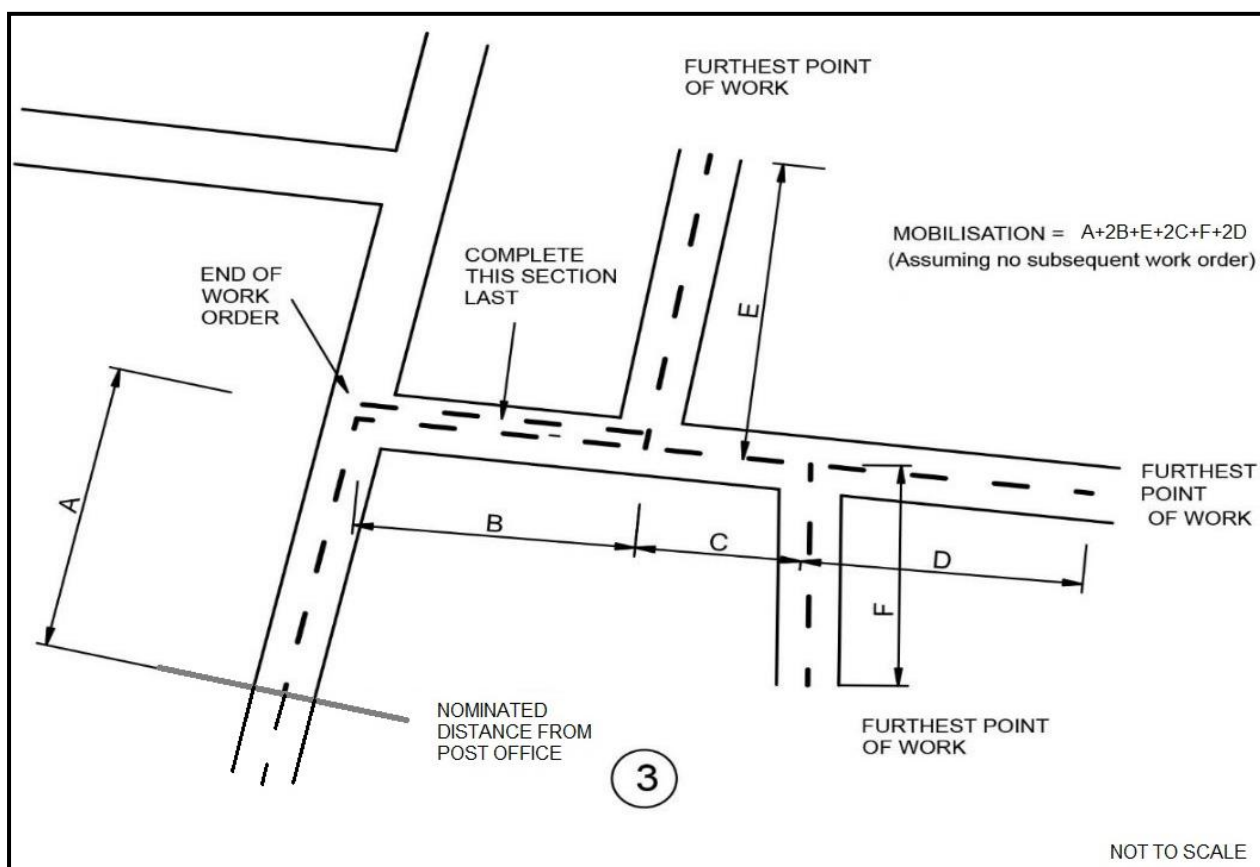 FURTHEST POINT
OF WORK
MOBILISATION = A+2B+E+2C+F+2D
(Assuming no subsequent work order)
COMPLETE
THIS SECTION
LAST
END OF
WORK
ORDER
E
A
B
C
D
F
FURTHEST
POINT
OF WORK
NOMINATED
DISTANCE FROM
POST OFFICE
FURTHEST POINT
OF WORK
3
NOT TO SCALE